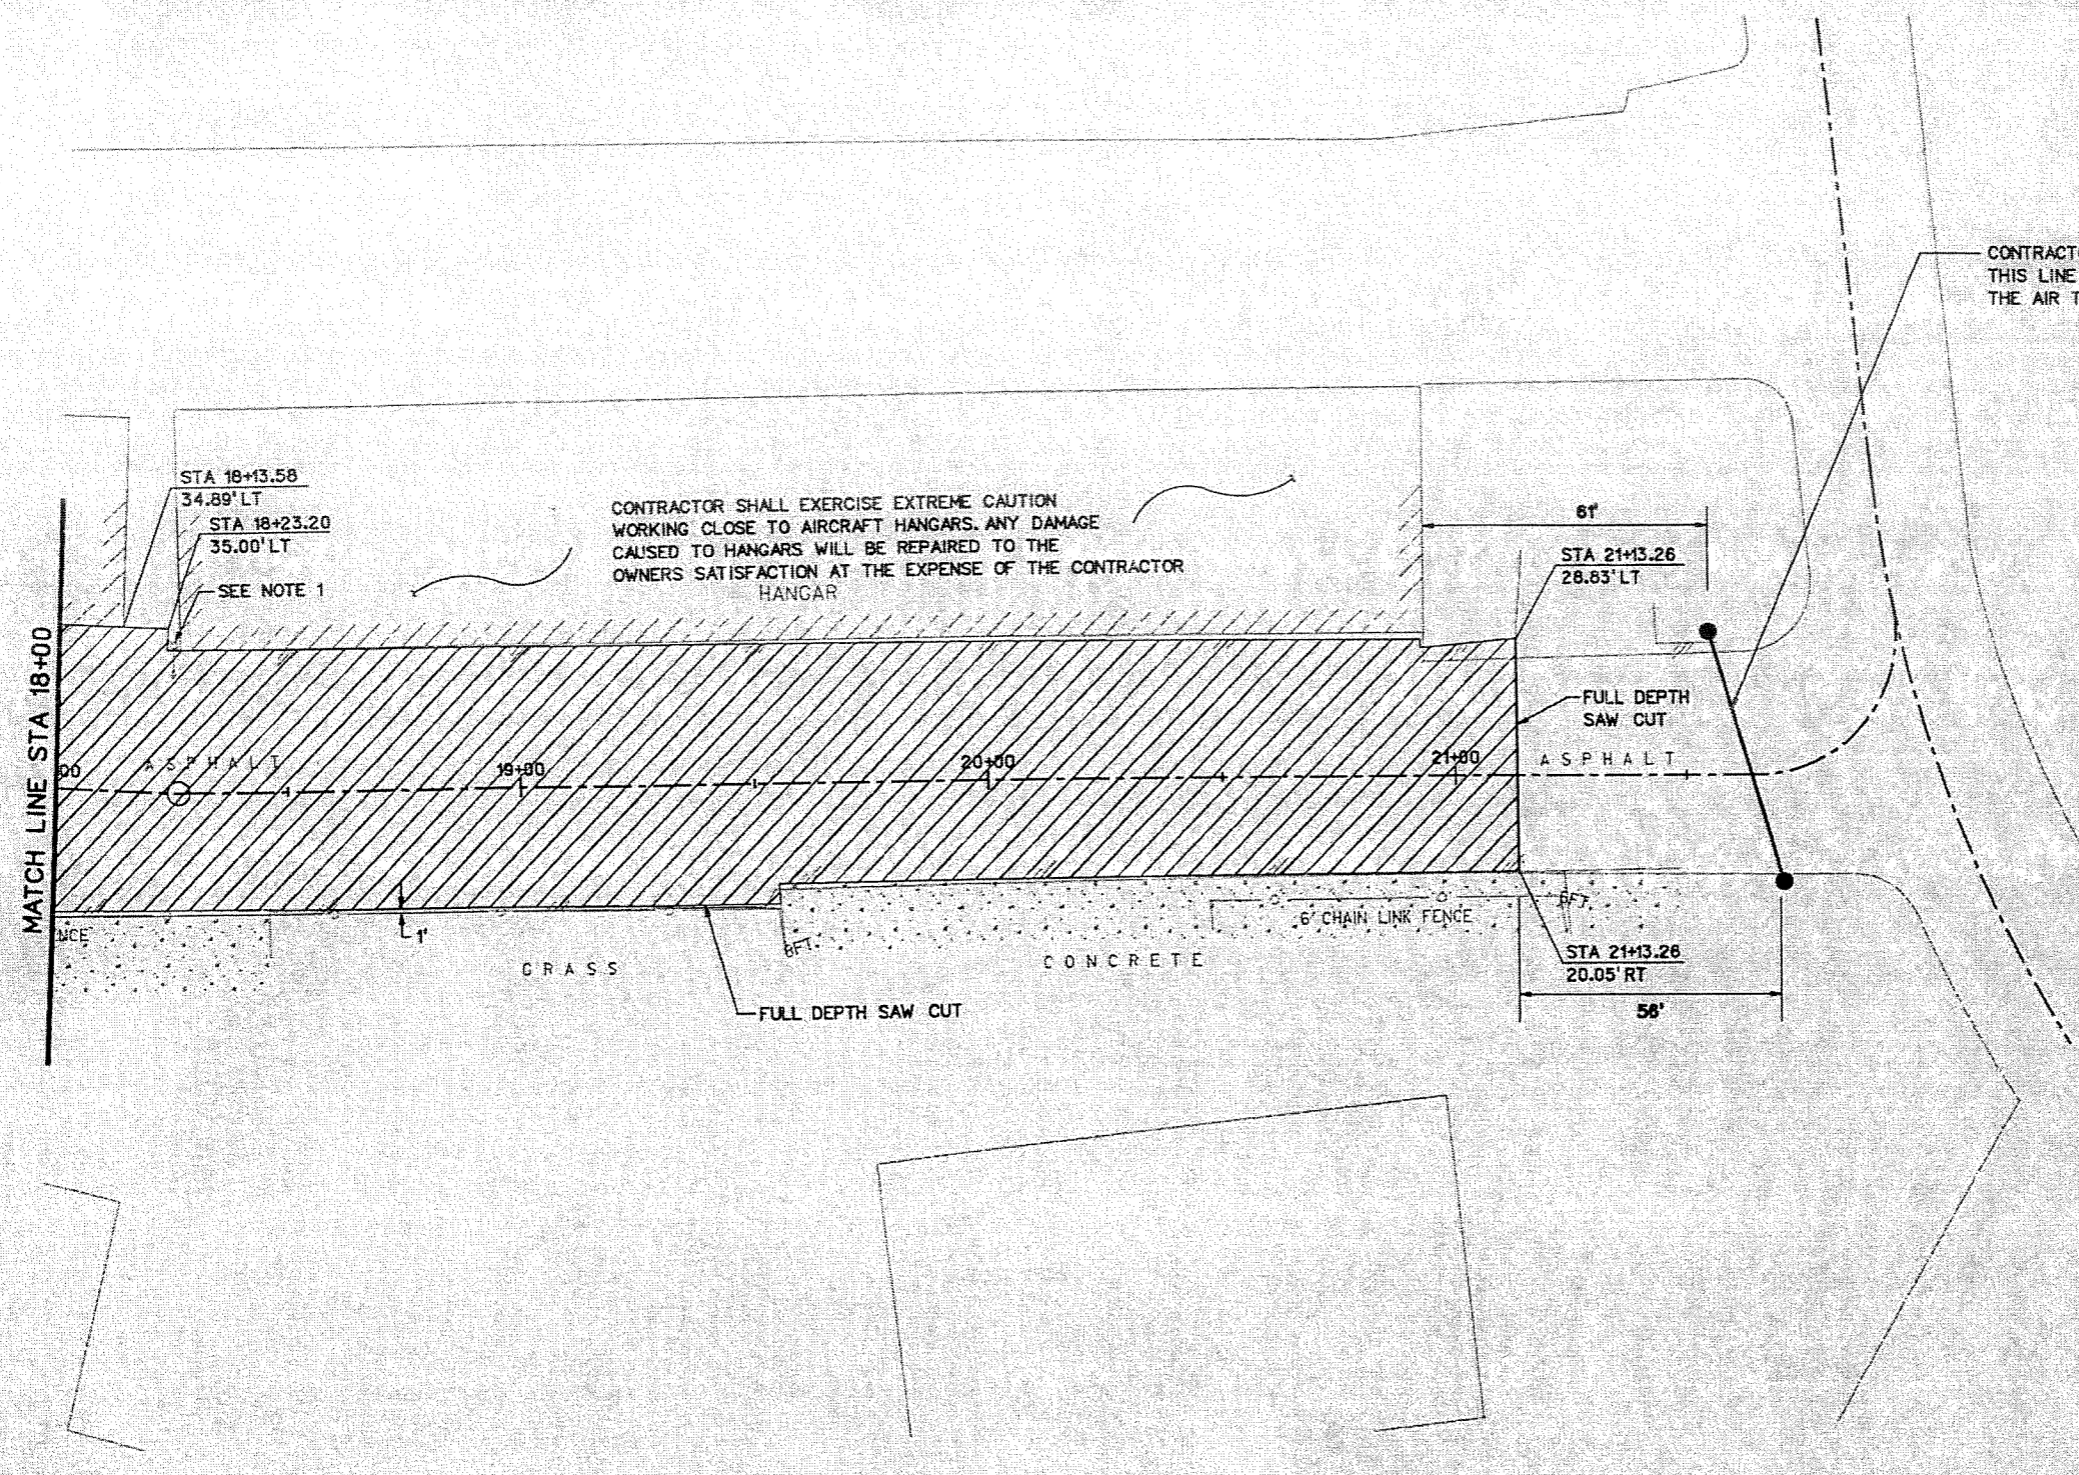 CONTRACT
THIS LINE
THE AIR T
STA 18+13.58
34.89' LT
STA 18+23.20
35.00' LT
SEE NOTE 1
CONTRACTOR SHALL EXERCISE EXTREME CAUTION
WORKING CLOSE TO AIRCRAFT HANGARS. ANY DAMAGE
CAUSED TO HANGARS WILL BE REPAIRED TO THE
OWNERS SATISFACTION AT THE EXPENSE OF THE CONTRACTOR
HANGAR
61'
STA 21+13.26
28.83' LT
FULL DEPTH
SAW CUT
MATCH LINE STA 18+00
00
ASPHALT
19+00
20+00
21+00
ASPHALT
NCE
1'
GRASS
8FT
CONCRETE
6' CHAIN LINK FENCE
STA 21+13.26
20.05' RT
FULL DEPTH SAW CUT